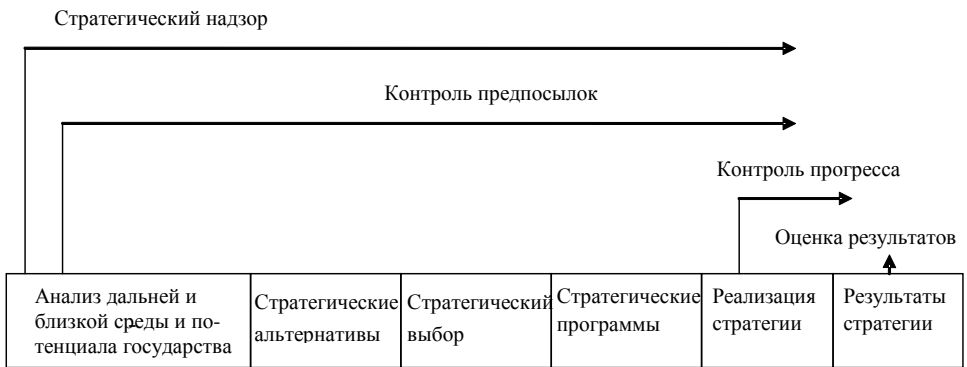 Стратегический надзор
Контроль предпосылок
Контроль прогресса
Оценка результатов
Анализ дальней и
близкой среды и по-
тенциала государства
Стратегические
альтернативы
Стратегический
выбор
Стратегические
программы
Реализация
стратегии
Результаты
стратегии